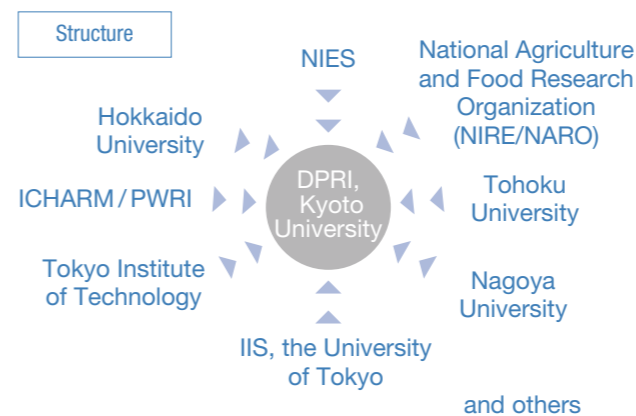 Structure
NIES
National Agriculture
and Food Research
Organization
(NIRE/NARO)
Hokkaido
University
DPRI,
Kyoto
University
ICHARM / PWRI
Tohoku
University
Tokyo Institute
of Technology
Nagoya
University
IIS, the University
of Tokyo
and others